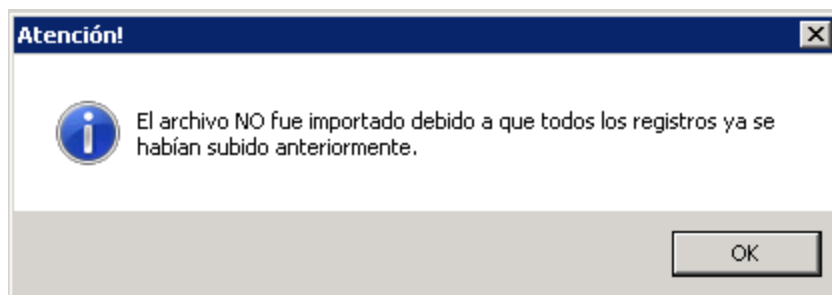 Atención!
El archivo NO fue importado debido a que todos los registros ya se
habían subido anteriormente.
OK